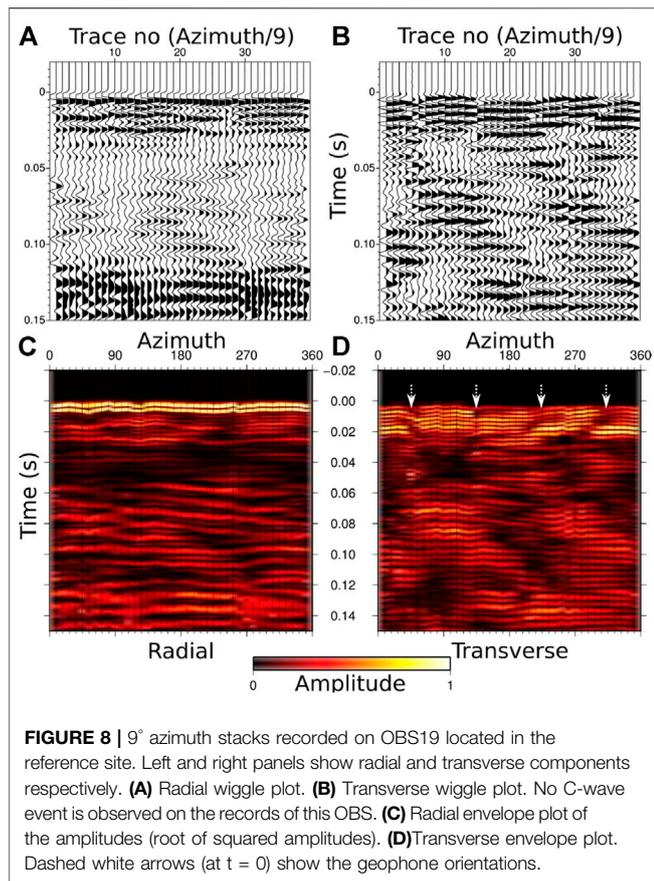 A Trace no (Azimuth/9) B Trace no (Azimuth/9)
10 20 30 10 20 30
0 0
0.05 0.05
0.10 0.10
0.15 0.15
Time (s)
C Azimuth D Azimuth
0 90 180 270 360 0 90 180 270 360
−0.02
0.00
0.02
0.04
0.06
0.08
0.10
0.12
0.14
Time (s)
Radial Transverse
0 1
Amplitude
FIGURE 8 | 9° azimuth stacks recorded on OBS19 located in the
reference site. Left and right panels show radial and transverse components
respectively. (A) Radial wiggle plot. (B) Transverse wiggle plot. No C-wave
event is observed on the records of this OBS. (C) Radial envelope plot of
the amplitudes (root of squared amplitudes). (D)Transverse envelope plot.
Dashed white arrows (at t = 0) show the geophone orientations.